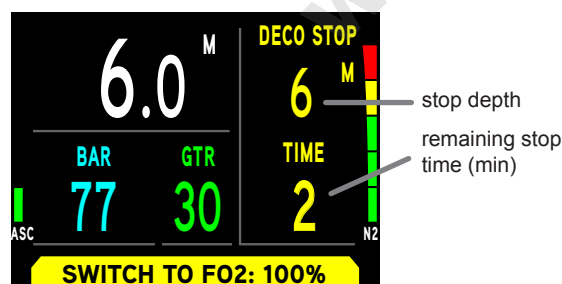 DECO STOP
6.0 M
6 M
stop depth
remaining stop
time (min)
BAR
GTR
TIME
77
30
2
ASC
N2
SWITCH TO FO2: 100%